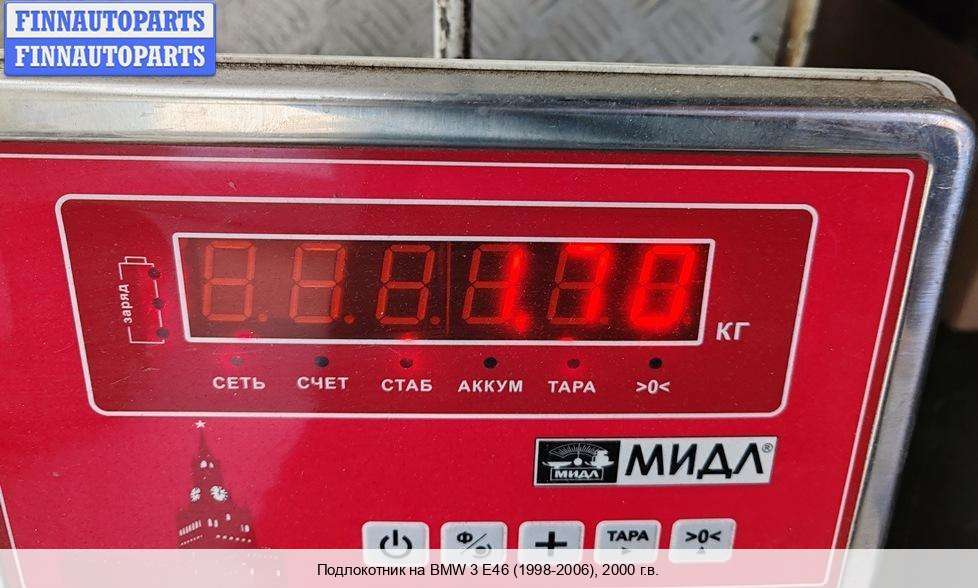 FINNAUTOPARTS
FINNAUTOPARTS
заряд
1.70
КГ
СЕТЬ СЧЕТ СТАБ АККУМ ТАРА >0<
МИДЛ МИДЛ®
Ф/ + ТАРА >0<
Подлокотник на BMW 3 E46 (1998-2006), 2000 г.в.